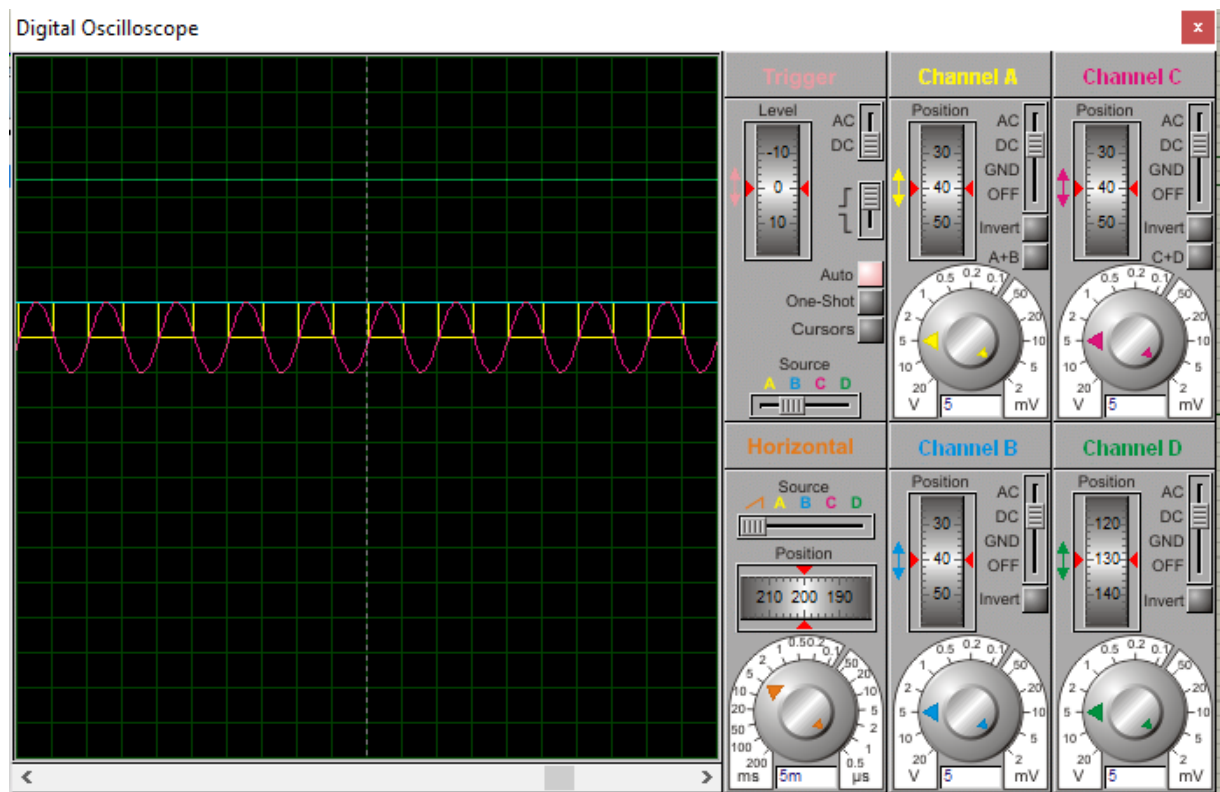 Digital Oscilloscope
x
Trigger
Level
AC
DC
-10
0
10
Auto
One-Shot
Cursors
Source
A B C D
Channel A
Position
AC
DC
GND
OFF
30
40
50
Invert
A+B
0.5 0.2 0.1
1 50
2 20
5 10
10 5
20 2
V 5 mV
Channel C
Position
AC
DC
GND
OFF
30
40
50
Invert
C+D
0.5 0.2 0.1
1 50
2 20
5 10
10 5
20 2
V 5 mV
Horizontal
Source
A B C D
Position
210 200 190
0.5 0.2
1 0.1
2 50
5 20
10 10
20 5
50 2
100 1
200 0.5
ms 5m µs
Channel B
Position
AC
DC
GND
OFF
30
40
50
Invert
0.5 0.2 0.1
1 50
2 20
5 10
10 5
20 2
V 5 mV
Channel D
Position
AC
DC
GND
OFF
120
130
140
Invert
0.5 0.2 0.1
1 50
2 20
5 10
10 5
20 2
V 5 mV